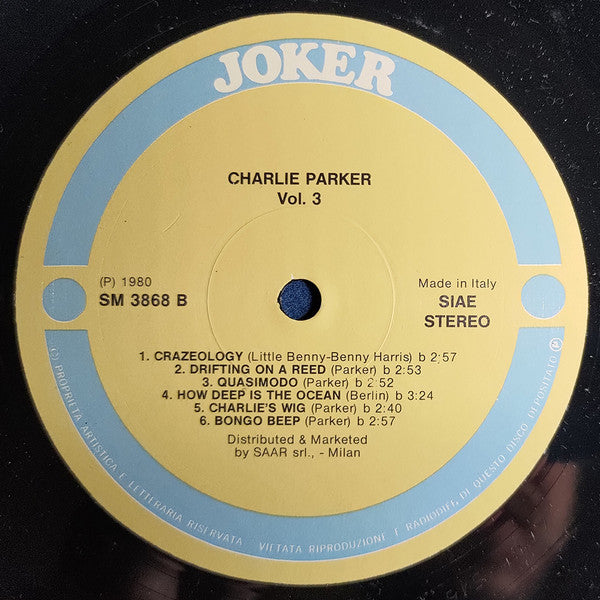 JOKER
CHARLIE PARKER
Vol. 3
(P) 1980
SM 3868 B
Made in Italy
SIAE
STEREO
1. CRAZEOLOGY (Little Benny-Benny Harris) b 2:57
2. DRIFTING ON A REED (Parker) b 2:53
3. QUASIMODO (Parker) b 2:52
4. HOW DEEP IS THE OCEAN (Berlin) b 3:24
5. CHARLIE'S WIG (Parker) b 2:40
6. BONGO BEEP (Parker) b 2:57
Distributed & Marketed
by SAAR srl., - Milan
(C) PROPRIETA ARTISTICA E LETTERARIA RISERVATA VIETATA RIPRODUZIONE E RADIODIFF. DI QUESTO DISCO DEPOSITATO